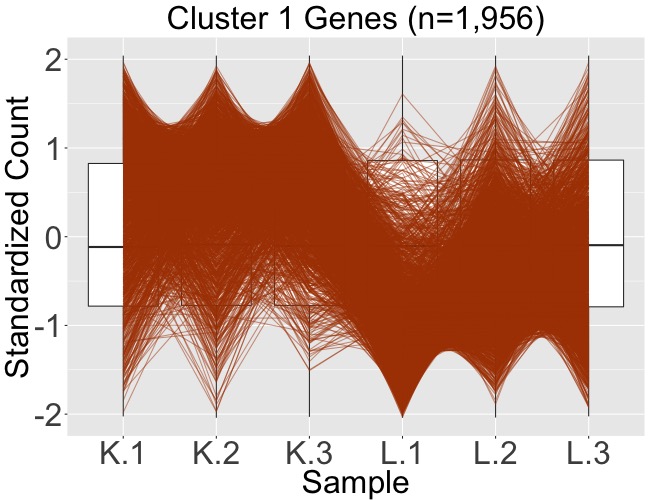 Cluster 1 Genes (n=1,956)
Standardized Count
2
1
0
-1
-2
K.1 K.2 K.3 L.1 L.2 L.3
Sample